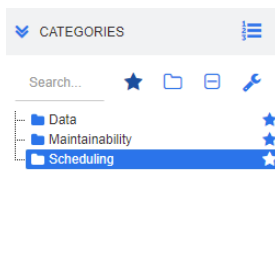 CATEGORIES
Search...
Data
Maintainability
Scheduling